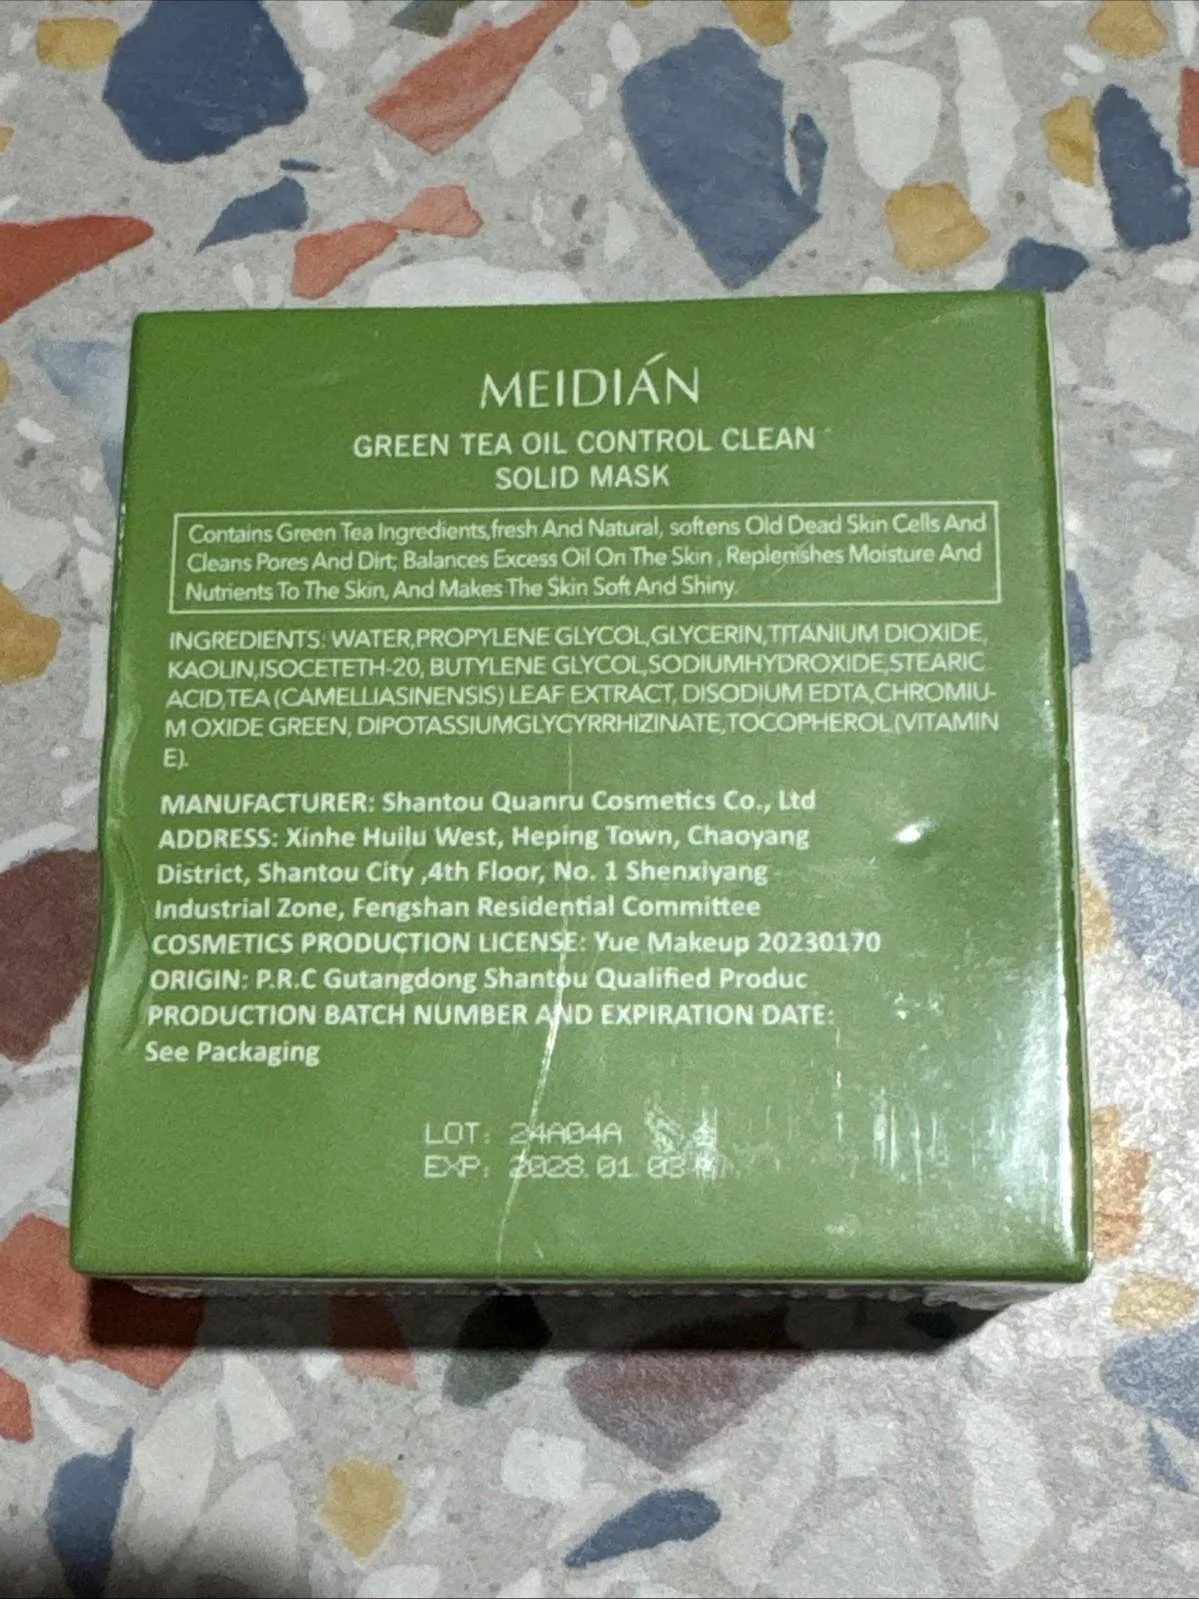 MEIDIÁN
GREEN TEA OIL CONTROL CLEAN
SOLID MASK
Contains Green Tea Ingredients,fresh And Natural, softens Old Dead Skin Cells And
Cleans Pores And Dirt; Balances Excess Oil On The Skin , Replenishes Moisture And
Nutrients To The Skin, And Makes The Skin Soft And Shiny.
INGREDIENTS: WATER,PROPYLENE GLYCOL,GLYCERIN,TITANIUM DIOXIDE,
KAOLIN,ISOCETETH-20, BUTYLENE GLYCOL,SODIUMHYDROXIDE,STEARIC
ACID,TEA (CAMELLIASINENSIS) LEAF EXTRACT, DISODIUM EDTA,CHROMIU-
M OXIDE GREEN, DIPOTASSIUMGLYCYRRHIZINATE,TOCOPHEROL (VITAMIN
E).
MANUFACTURER: Shantou Quanru Cosmetics Co., Ltd
ADDRESS: Xinhe Huilu West, Heping Town, Chaoyang
District, Shantou City ,4th Floor, No. 1 Shenxiyang
Industrial Zone, Fengshan Residential Committee
COSMETICS PRODUCTION LICENSE: Yue Makeup 20230170
ORIGIN: P.R.C Gutangdong Shantou Qualified Produc
PRODUCTION BATCH NUMBER AND EXPIRATION DATE:
See Packaging
LOT: 24A04A
EXP: 2028.01.03